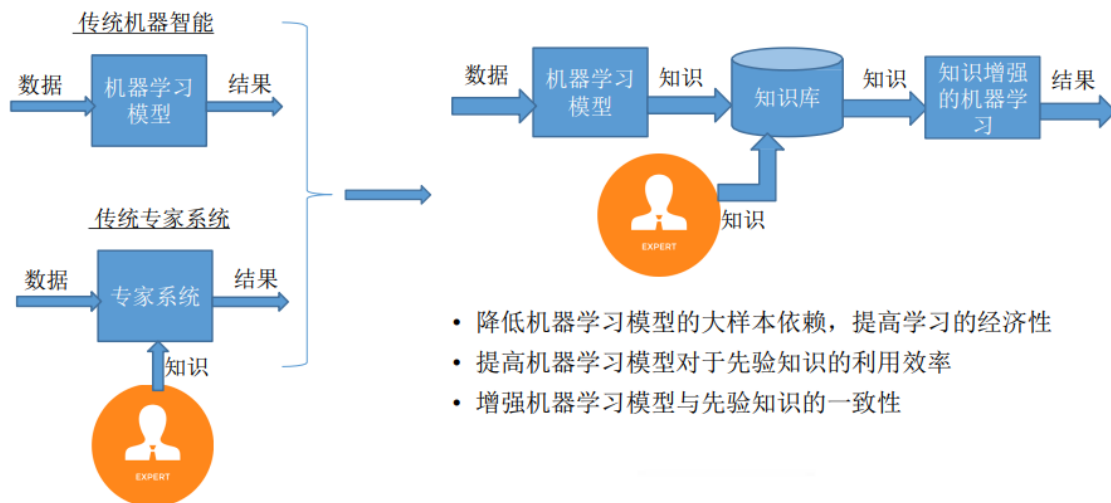 传统机器智能
数据
机器学习
模型
结果
传统专家系统
数据
专家系统
结果
知识
EXPERT
数据
机器学习
模型
知识
知识库
知识
知识增强
的机器学
习
结果
知识
EXPERT
• 降低机器学习模型的大样本依赖，提高学习的经济性
• 提高机器学习模型对于先验知识的利用效率
• 增强机器学习模型与先验知识的一致性